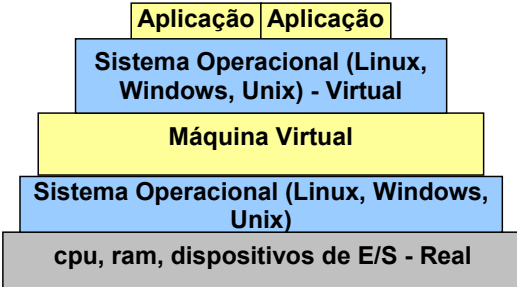 Aplicação Aplicação
Sistema Operacional (Linux,
Windows, Unix) - Virtual
Máquina Virtual
Sistema Operacional (Linux, Windows,
Unix)
cpu, ram, dispositivos de E/S - Real